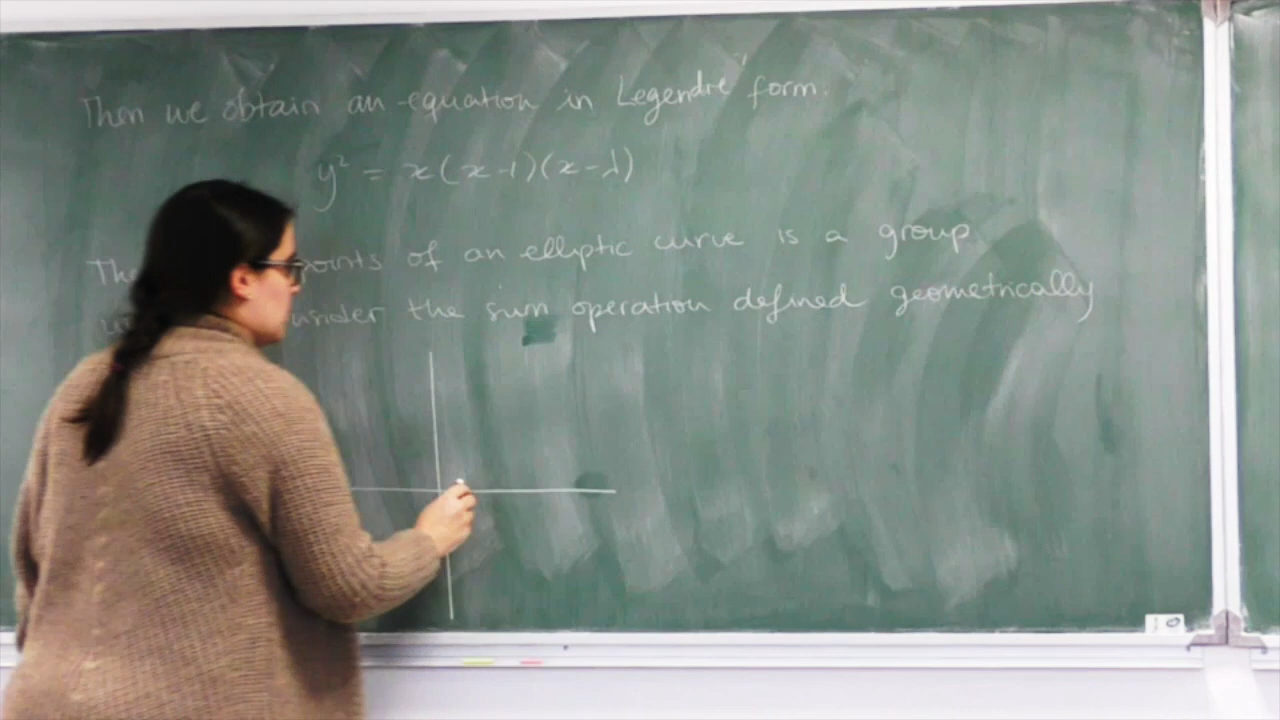 Then we obtain an equation in "Legendre" form:
y² = x(x-1)(x-λ)
The points of an elliptic curve is a group
the sum operation defined geometrically